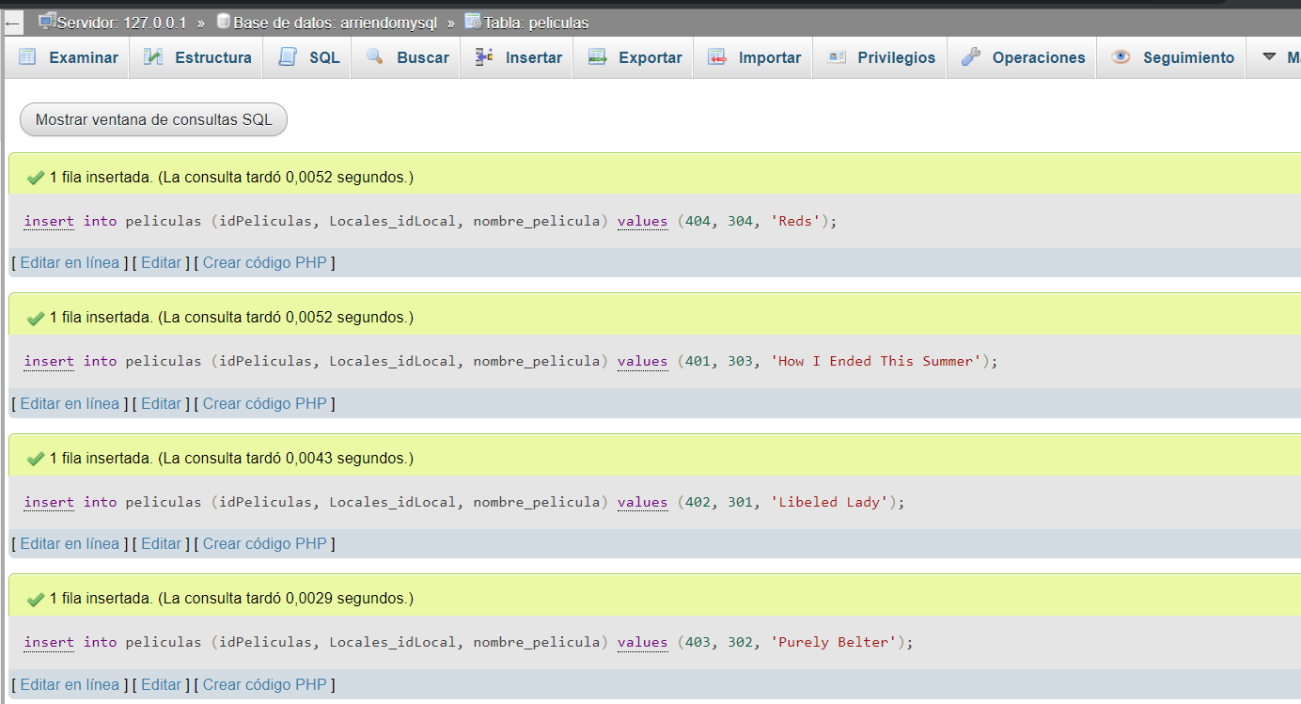 ← Servidor: 127.0.0.1 » Base de datos: arriendomysql » Tabla: peliculas
Examinar Estructura SQL Buscar Insertar Exportar Importar Privilegios Operaciones Seguimiento
Mostrar ventana de consultas SQL
1 fila insertada. (La consulta tardó 0,0052 segundos.)
insert into peliculas (idPeliculas, Locales_idLocal, nombre_pelicula) values (404, 304, 'Reds');
[ Editar en línea ] [ Editar ] [ Crear código PHP ]
1 fila insertada. (La consulta tardó 0,0052 segundos.)
insert into peliculas (idPeliculas, Locales_idLocal, nombre_pelicula) values (401, 303, 'How I Ended This Summer');
[ Editar en línea ] [ Editar ] [ Crear código PHP ]
1 fila insertada. (La consulta tardó 0,0043 segundos.)
insert into peliculas (idPeliculas, Locales_idLocal, nombre_pelicula) values (402, 301, 'Libeled Lady');
[ Editar en línea ] [ Editar ] [ Crear código PHP ]
1 fila insertada. (La consulta tardó 0,0029 segundos.)
insert into peliculas (idPeliculas, Locales_idLocal, nombre_pelicula) values (403, 302, 'Purely Belter');
[ Editar en línea ] [ Editar ] [ Crear código PHP ]